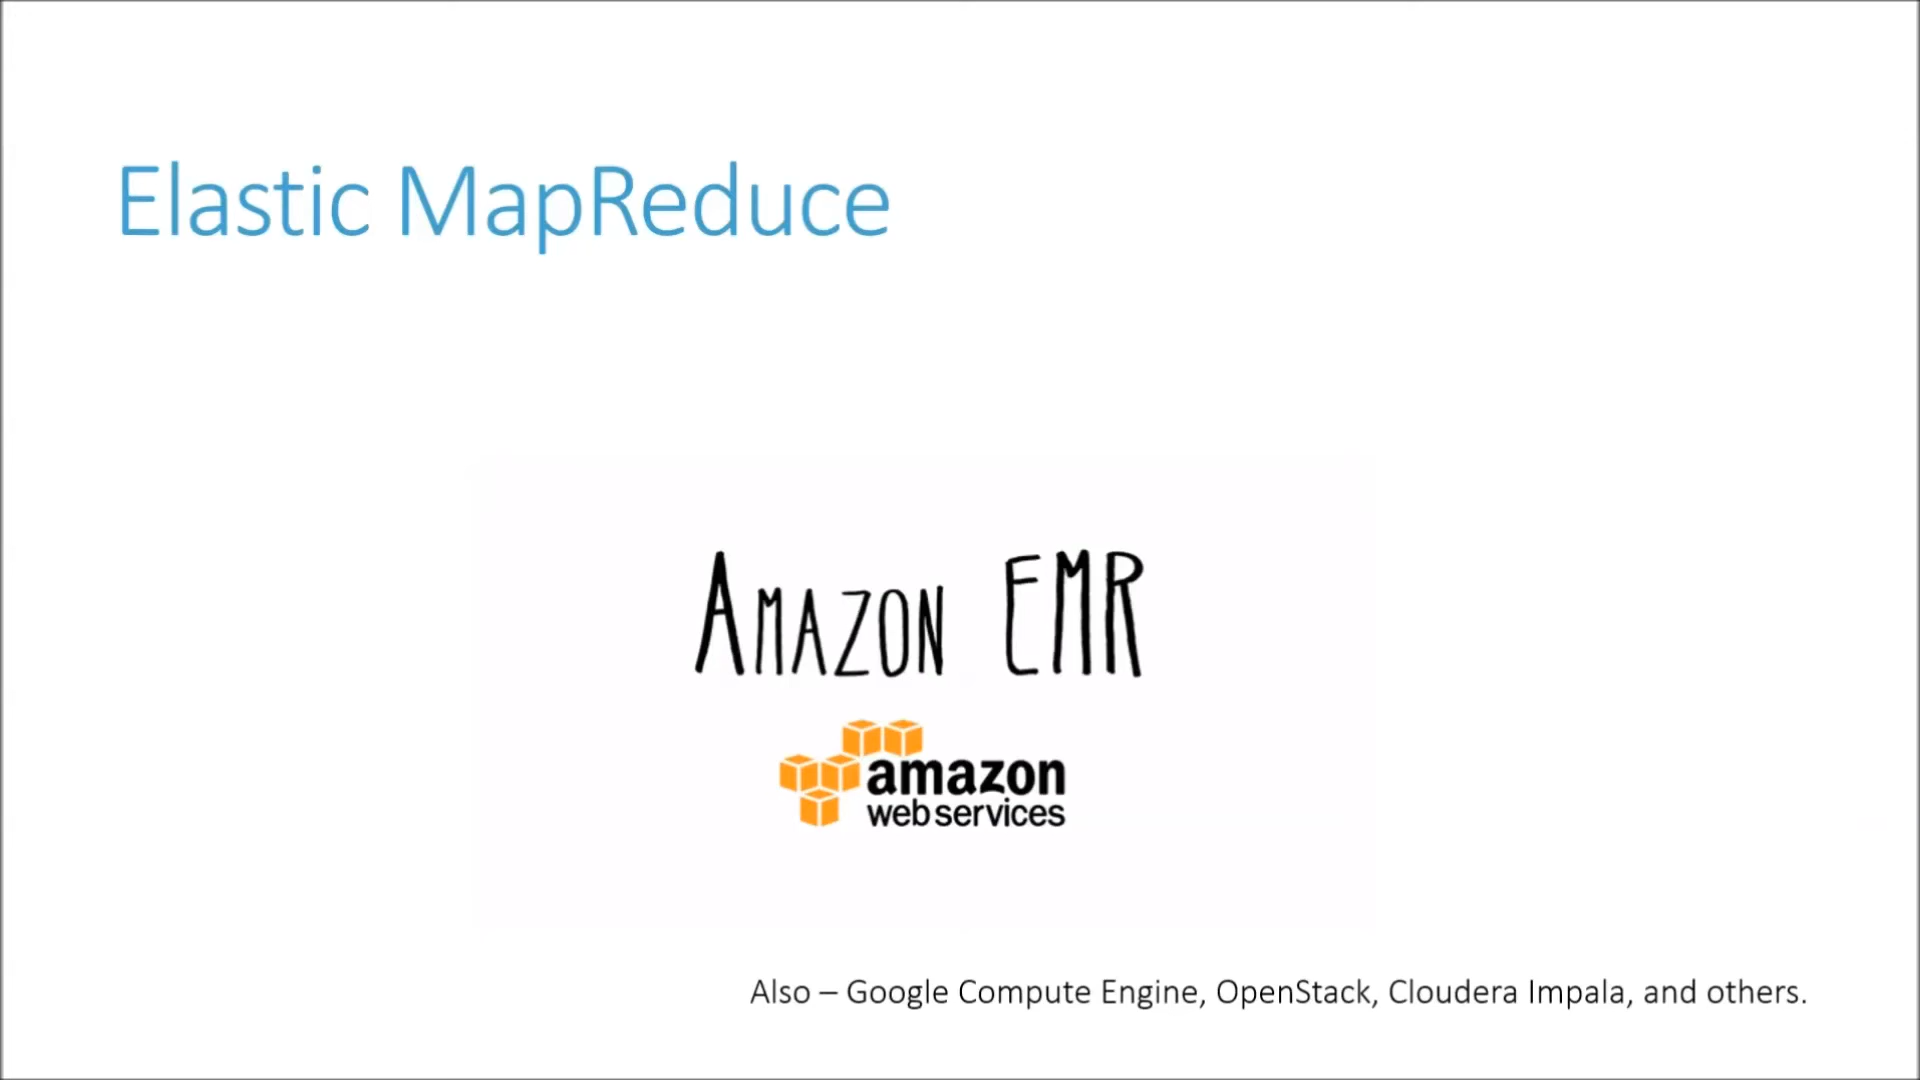 Elastic MapReduce
AMAZON EMR
amazon
web services
Also – Google Compute Engine, OpenStack, Cloudera Impala, and others.